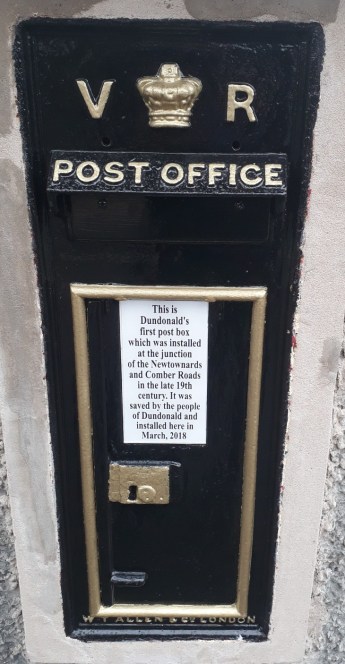 V R
POST OFFICE
This is
Dundonald's
first post box
which was installed
at the junction
of the Newtownards
and Comber Roads
in the late 19th
century. It was
saved by the people
of Dundonald and
installed here in
March, 2018
W T ALLEN & Co LONDON